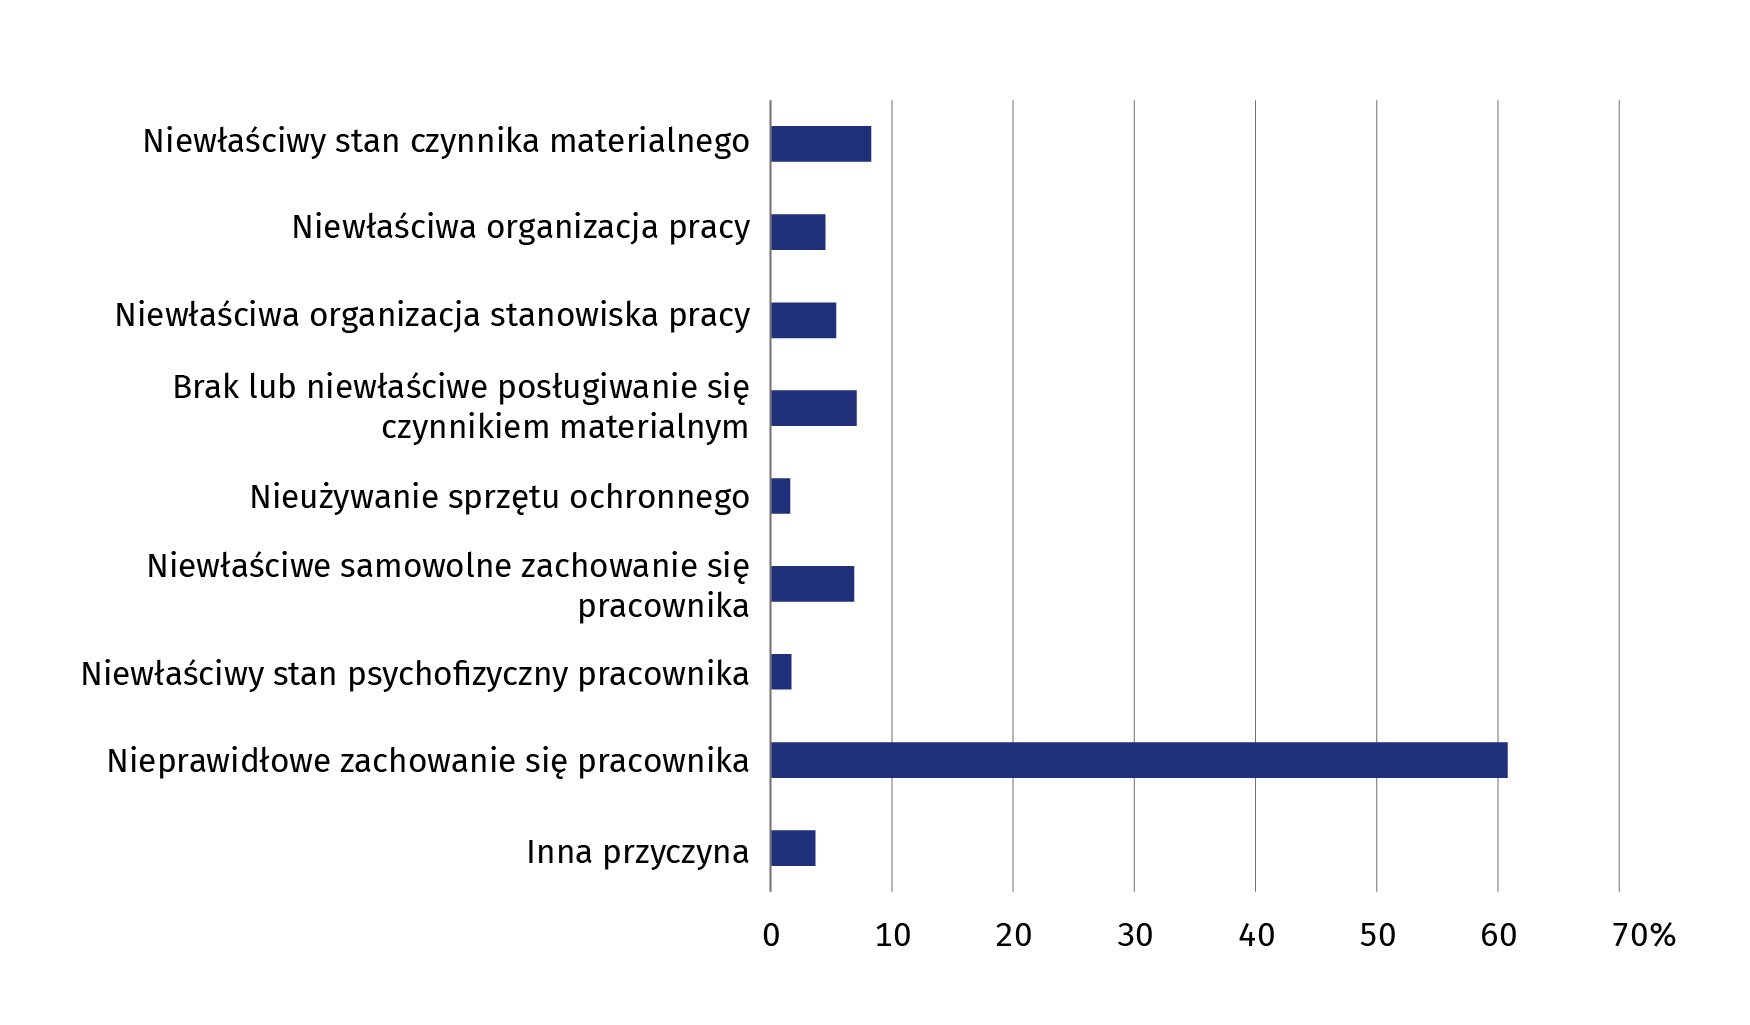 Niewłaściwy stan czynnika materialnego
Niewłaściwa organizacja pracy
Niewłaściwa organizacja stanowiska pracy
Brak lub niewłaściwe posługiwanie się
czynnikiem materialnym
Nieużywanie sprzętu ochronnego
Niewłaściwe samowolne zachowanie się
pracownika
Niewłaściwy stan psychofizyczny pracownika
Nieprawidłowe zachowanie się pracownika
Inna przyczyna
0 10 20 30 40 50 60 70%